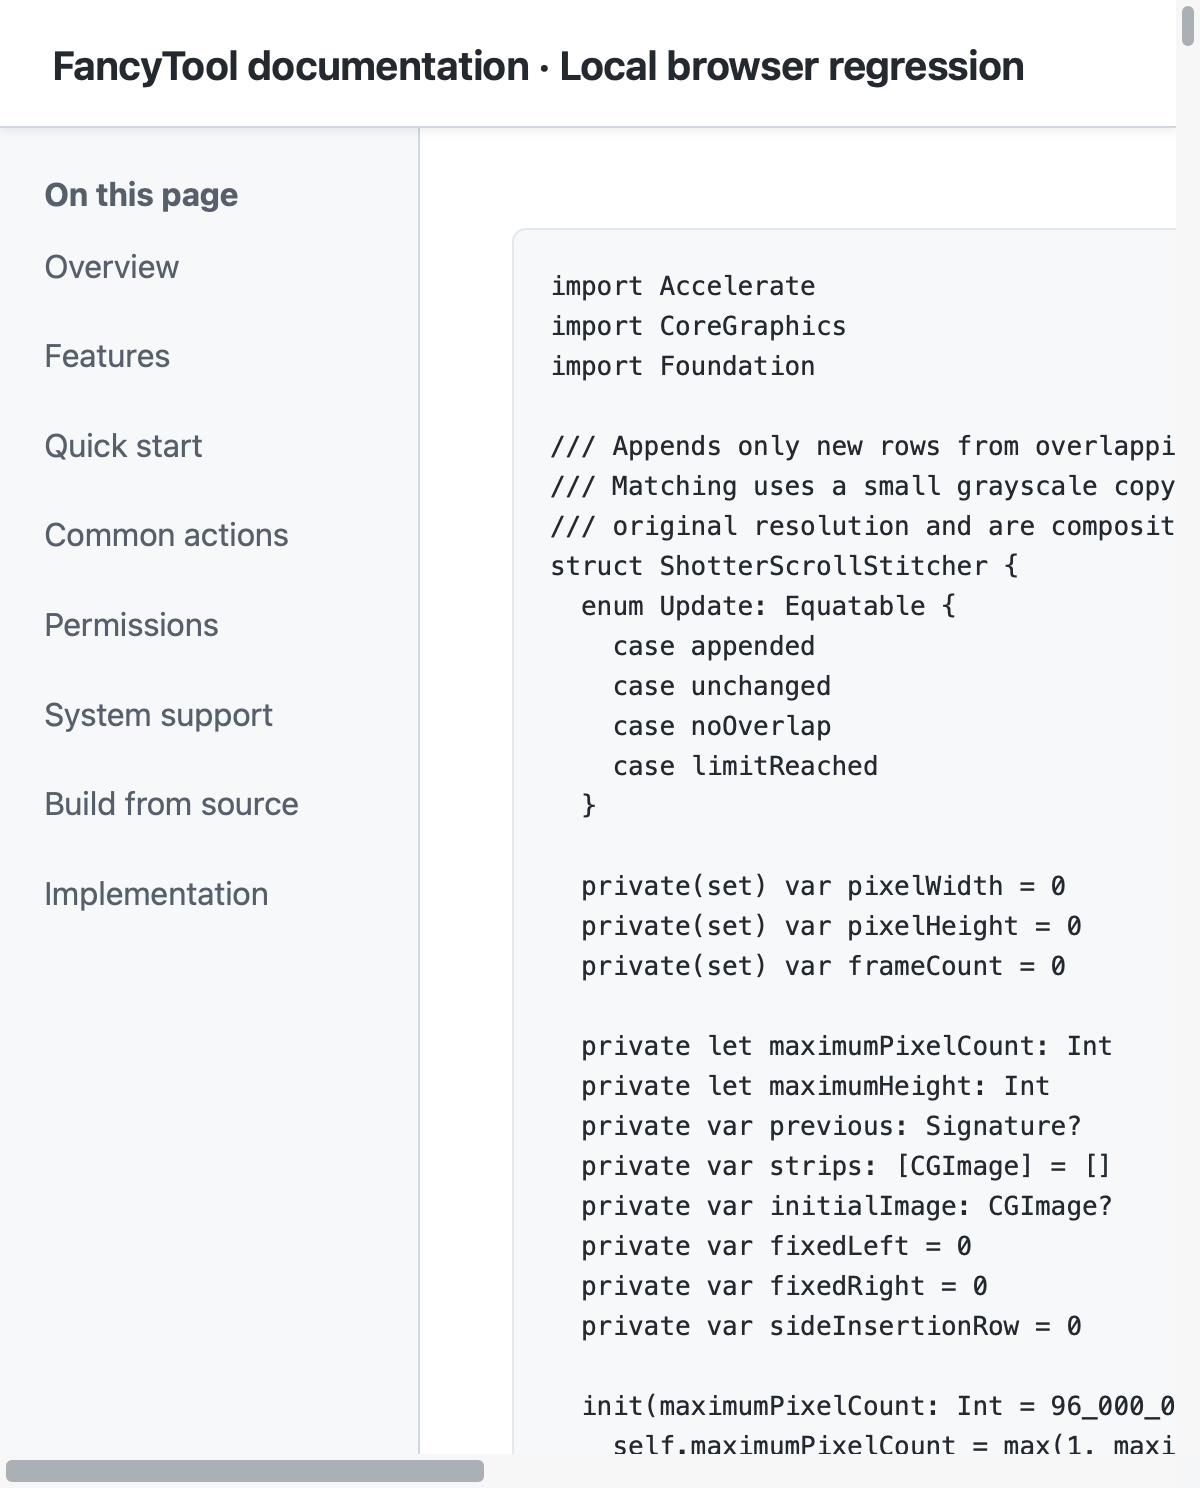 FancyTool documentation · Local browser regression
On this page
Overview
Features
Quick start
Common actions
Permissions
System support
Build from source
Implementation
import Accelerate
import CoreGraphics
import Foundation
/// Appends only new rows from overlappi
/// Matching uses a small grayscale copy
/// original resolution and are composit
struct ShotterScrollStitcher {
enum Update: Equatable {
case appended
case unchanged
case noOverlap
case limitReached
}
private(set) var pixelWidth = 0
private(set) var pixelHeight = 0
private(set) var frameCount = 0
private let maximumPixelCount: Int
private let maximumHeight: Int
private var previous: Signature?
private var strips: [CGImage] = []
private var initialImage: CGImage?
private var fixedLeft = 0
private var fixedRight = 0
private var sideInsertionRow = 0
init(maximumPixelCount: Int = 96_000_0
self.maximumPixelCount = max(1, maxi